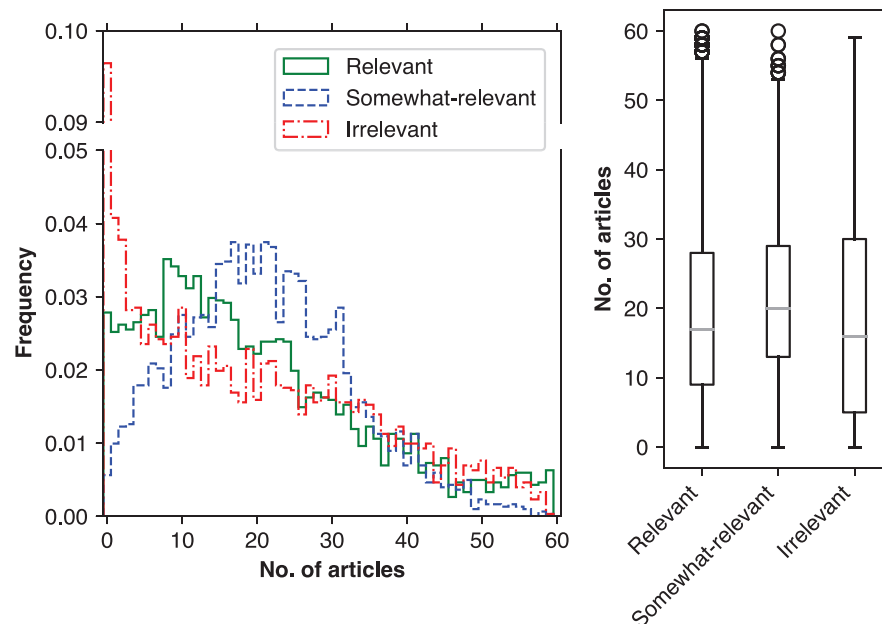 0.10
0.09
0.05
0.04
0.03
0.02
0.01
0.00
Frequency
Relevant
Somewhat-relevant
Irrelevant
0 10 20 30 40 50 60
No. of articles
60
50
40
30
20
10
0
No. of articles
Relevant
Somewhat-relevant
Irrelevant